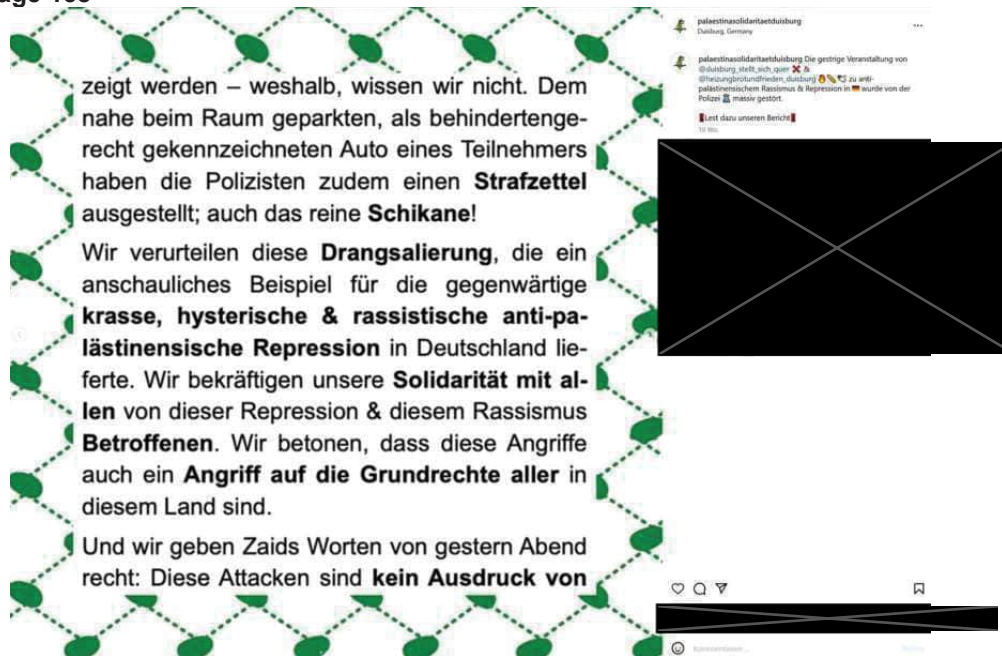 zeigt werden – weshalb, wissen wir nicht. Dem
nahe beim Raum geparkten, als behindertenge-
recht gekennzeichneten Auto eines Teilnehmers
haben die Polizisten zudem einen Strafzettel
ausgestellt; auch das reine Schikane!
Wir verurteilen diese Drangsalierung, die ein
anschauliches Beispiel für die gegenwärtige
krasse, hysterische & rassistische anti-pa-
lästinensische Repression in Deutschland lie-
ferte. Wir bekräftigen unsere Solidarität mit al-
len von dieser Repression & diesem Rassismus
Betroffenen. Wir betonen, dass diese Angriffe
auch ein Angriff auf die Grundrechte aller in
diesem Land sind.
Und wir geben Zaids Worten von gestern Abend
recht: Diese Attacken sind kein Ausdruck von
palaestinasolidaritaetduisburg
Duisburg, Germany
palaestinasolidaritaetduisburg Die gestrige Veranstaltung von
@duisburg_stellt_sich_quer ❌ &
@heizungbrotundfrieden_duisburg zu anti-
palästinensischem Rassismus & Repression in 🇩🇪 wurde von der
Polizei massiv gestört.
Lest dazu unseren Bericht
Kommentieren...